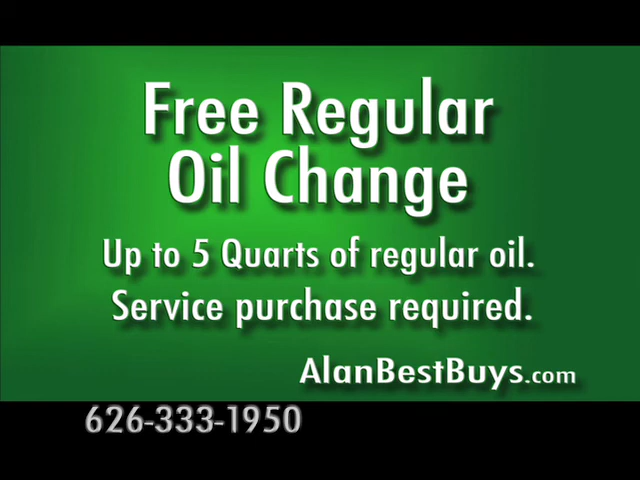 Free Regular
Oil Change
Up to 5 Quarts of regular oil.
Service purchase required.
AlanBestBuys.com
626-333-1950